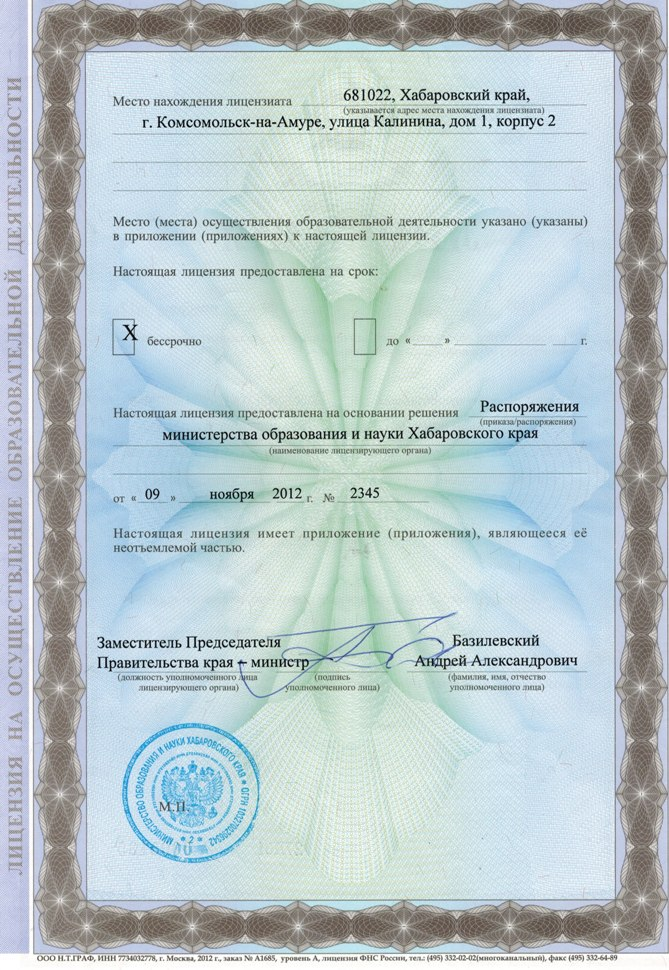 ЛИЦЕНЗИЯ НА ОСУЩЕСТВЛЕНИЕ ОБРАЗОВАТЕЛЬНОЙ ДЕЯТЕЛЬНОСТИ
Место нахождения лицензиата 681022, Хабаровский край,
(указывается адрес места нахождения лицензиата)
г. Комсомольск-на-Амуре, улица Калинина, дом 1, корпус 2
Место (места) осуществления образовательной деятельности указано (указаны)
в приложении (приложениях) к настоящей лицензии.
Настоящая лицензия предоставлена на срок:
X бессрочно до « » г.
Настоящая лицензия предоставлена на основании решения Распоряжения
(приказа/распоряжения)
министерства образования и науки Хабаровского края
(наименование лицензирующего органа)
от « 09 » ноября 2012 г. № 2345
Настоящая лицензия имеет приложение (приложения), являющееся её
неотъемлемой частью.
Заместитель Председателя Базилевский
Правительства края – министр Андрей Александрович
(должность уполномоченного лица (подпись (фамилия, имя, отчество
лицензирующего органа) уполномоченного лица) уполномоченного лица)
МИНИСТЕРСТВО ОБРАЗОВАНИЯ И НАУКИ ХАБАРОВСКОГО КРАЯ * ОГРН
* 2 *
М.П.
ООО Н.Т.ГРАФ, ИНН 7734032778, г. Москва, 2012 г., заказ № А1685, уровень А, лицензия ФНС России, тел.: (495) 332-02-02(многоканальный), факс (495) 332-64-89